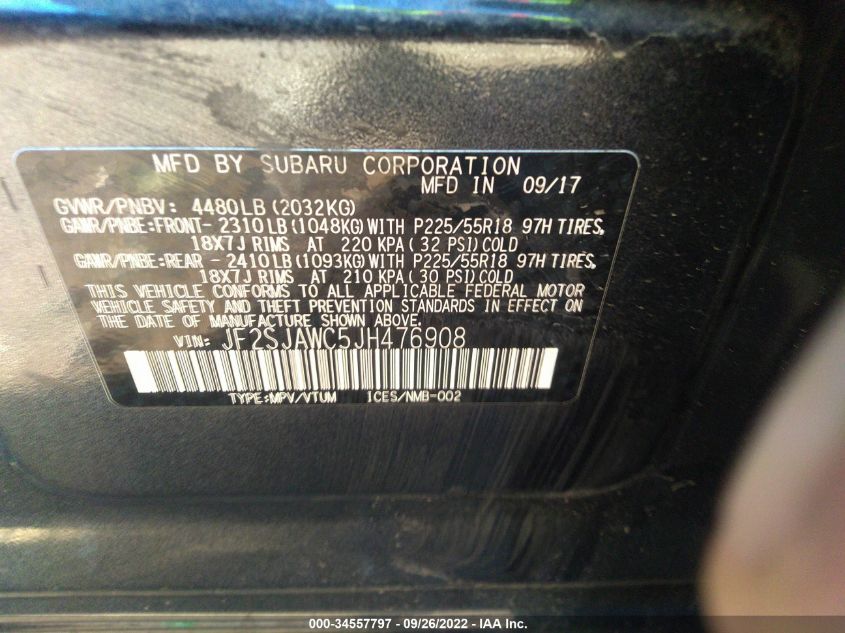 MFD BY SUBARU CORPORATION
MFD IN 09/17
GVWR/PNBV: 4480LB (2032KG)
GAWR/PNBE:FRONT- 2310LB (1048KG) WITH P225/55R18 97H TIRES,
18X7J RIMS AT 220 KPA ( 32 PSI) COLD
GAWR/PNBE:REAR - 2410LB (1093KG) WITH P225/55R18 97H TIRES,
18X7J RIMS AT 210 KPA ( 30 PSI) COLD
THIS VEHICLE CONFORMS TO ALL APPLICABLE FEDERAL MOTOR
VEHICLE SAFETY AND THEFT PREVENTION STANDARDS IN EFFECT ON
THE DATE OF MANUFACTURE SHOWN ABOVE.
VIN: JF2SJAWC5JH476908
TYPE:MPV/VTUM ICES/NMB-002
000-34557797 - 09/26/2022 - IAA Inc.